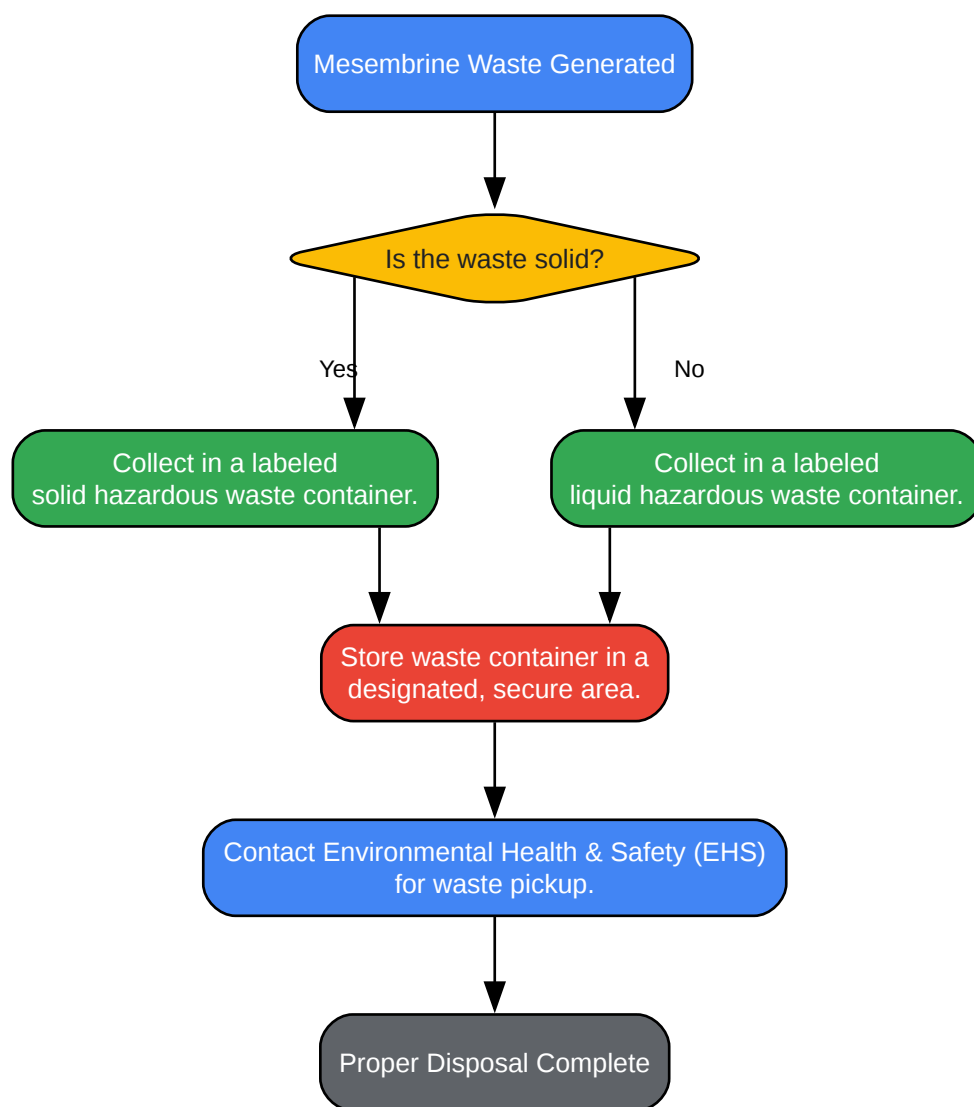 Mesembrine Waste Generated
Is the waste solid?
Yes
No
Collect in a labeled
solid hazardous waste container.
Collect in a labeled
liquid hazardous waste container.
Store waste container in a
designated, secure area.
Contact Environmental Health & Safety (EHS)
for waste pickup.
Proper Disposal Complete